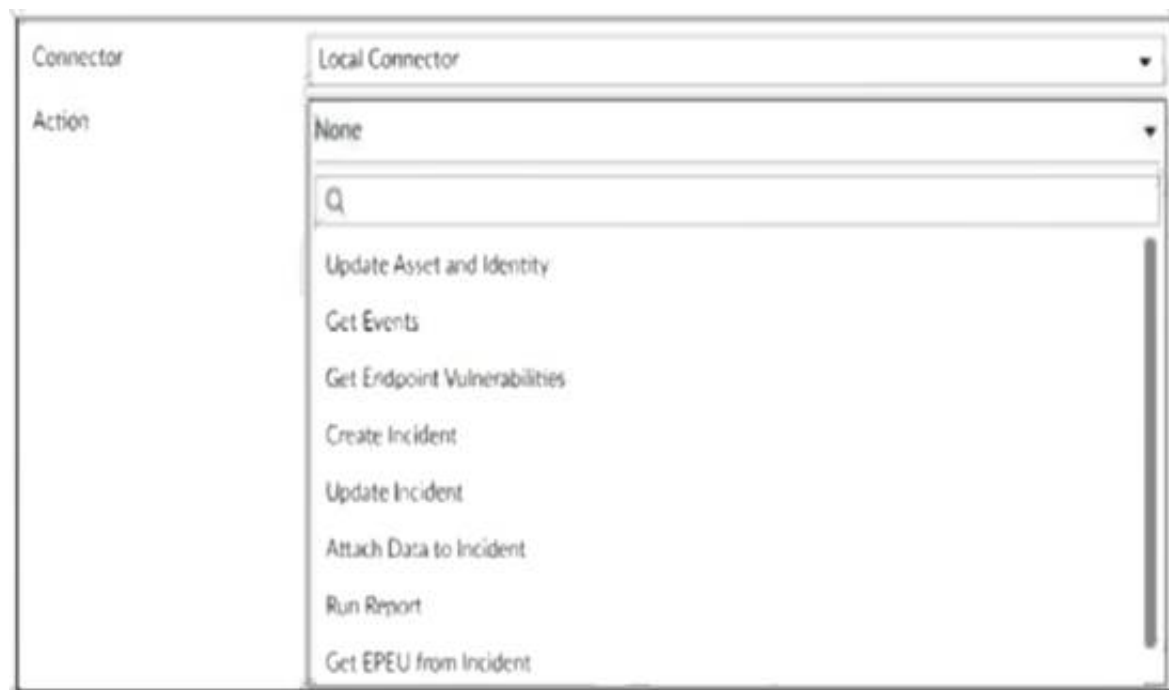 Connector
Local Connector
Action
None
Update Asset and Identity
Get Events
Get Endpoint Vulnerabilities
Create Incident
Update Incident
Attach Data to Incident
Run Report
Get EPEU from Incident